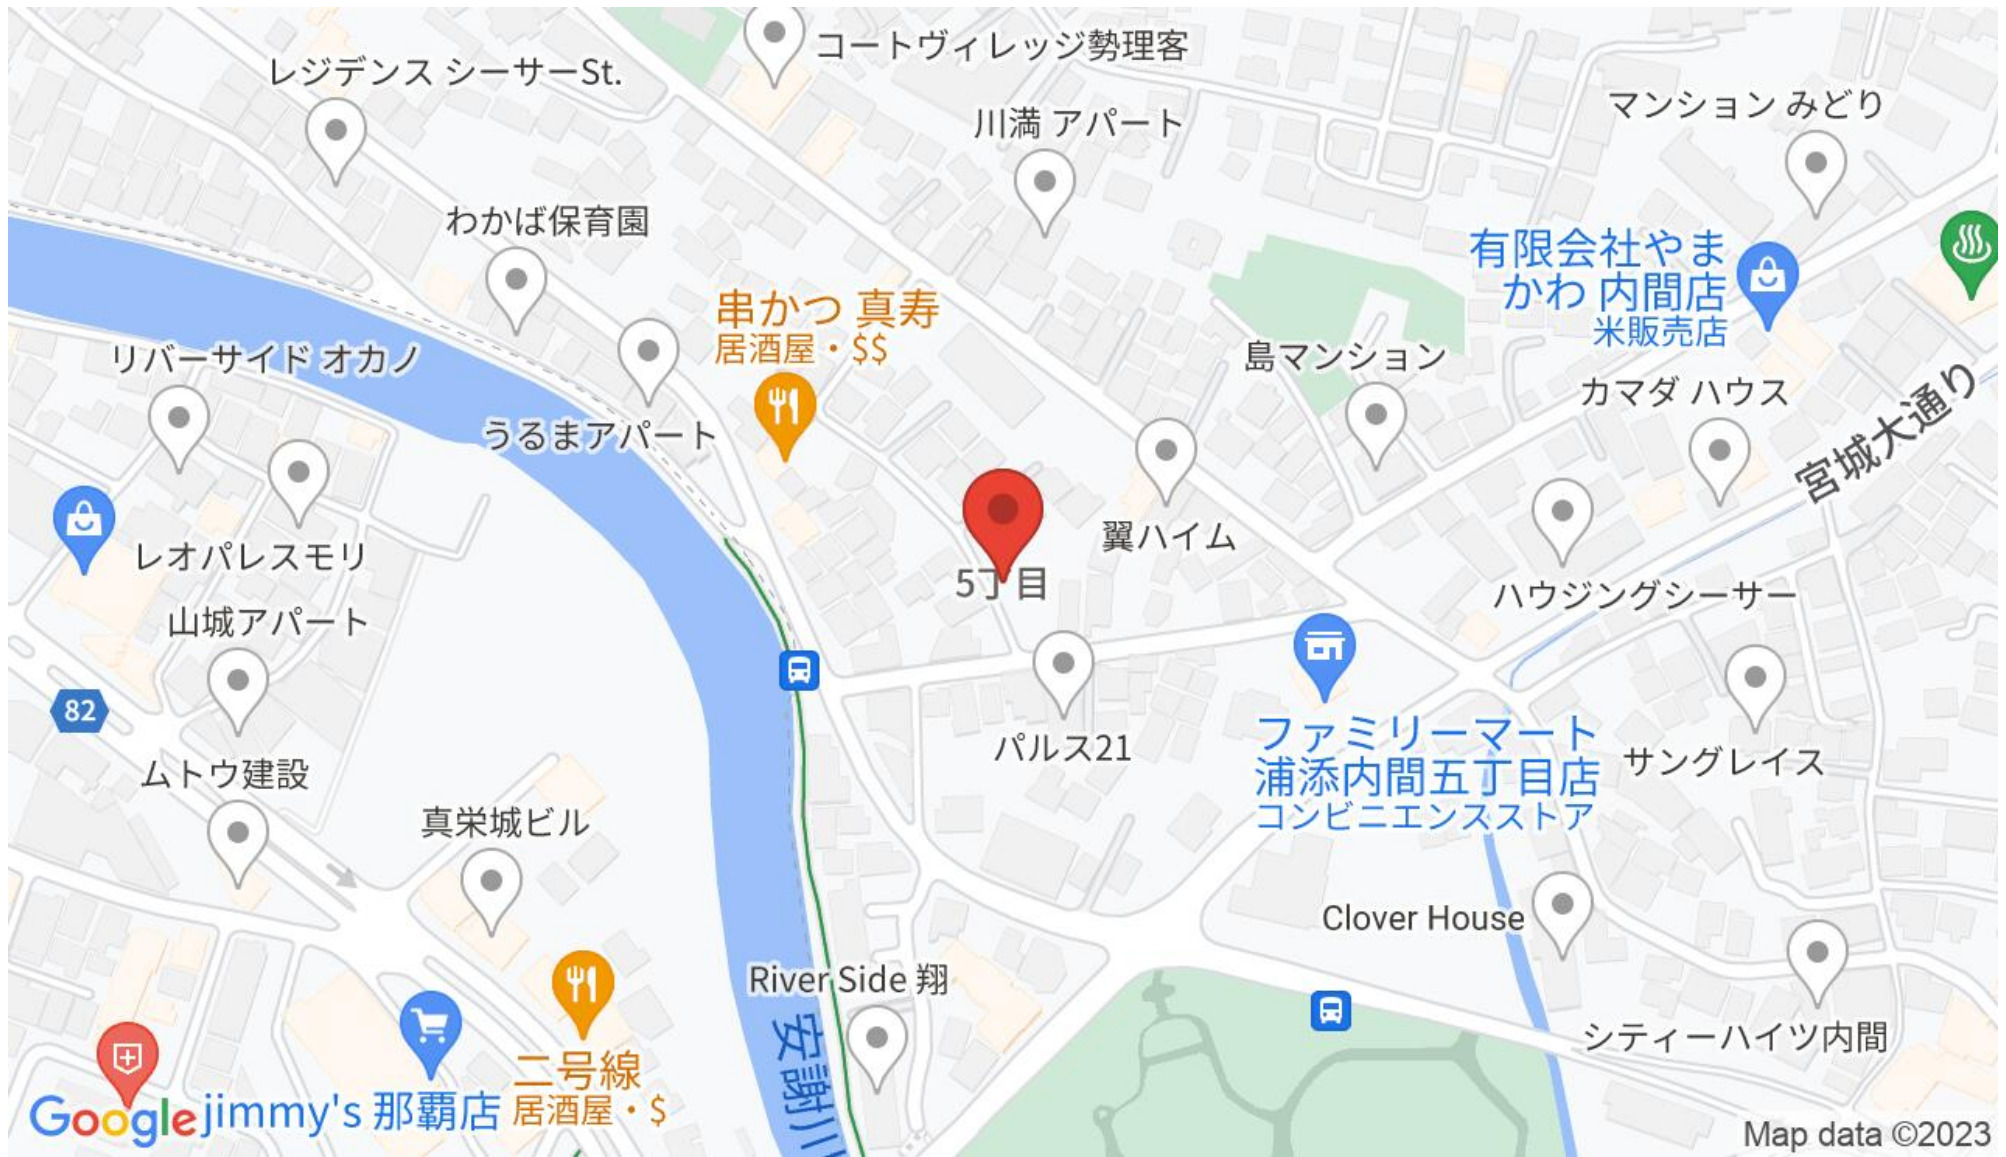 コートヴィレッジ勢理客
レジデンス シーサーSt.
マンション みどり
川満 アパート
わかば保育園
有限会社やま
かわ 内間店
米販売店
串かつ 真寿
居酒屋・$$
リバーサイド オカノ
島マンション
カマダ ハウス
宮城大通り
うるまアパート
翼ハイム
レオパレスモリ
5丁目
ハウジングシーサー
山城アパート
82
ファミリーマート
浦添内間五丁目店
コンビニエンスストア
パルス21
サングレイス
ムトウ建設
真栄城ビル
Clover House
River Side 翔
安謝川
シティーハイツ内間
二号線
居酒屋・$
jimmy's 那覇店
Google
Map data ©2023